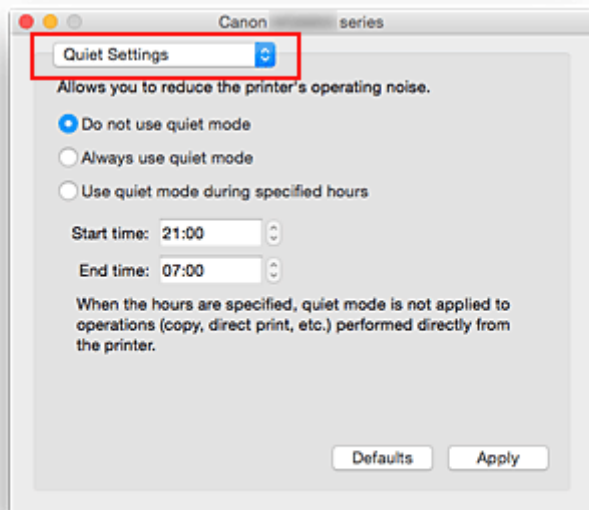 Canon series
Quiet Settings
Allows you to reduce the printer's operating noise.
Do not use quiet mode
Always use quiet mode
Use quiet mode during specified hours
Start time: 21:00
End time: 07:00
When the hours are specified, quiet mode is not applied to
operations (copy, direct print, etc.) performed directly from
the printer.
Defaults Apply